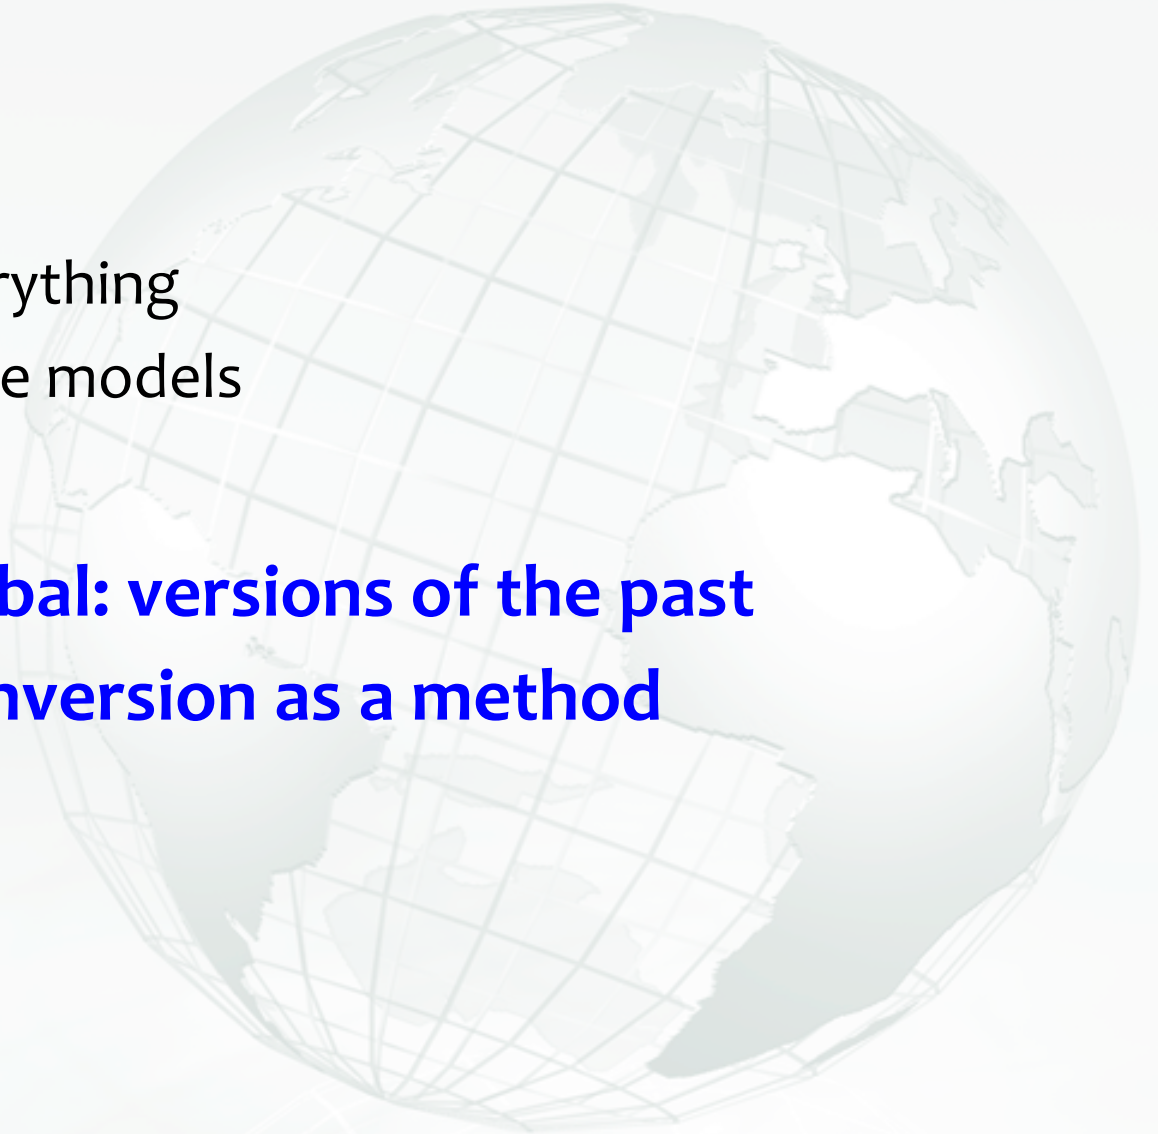 rything
e models
bal: versions of the past
nversion as a method